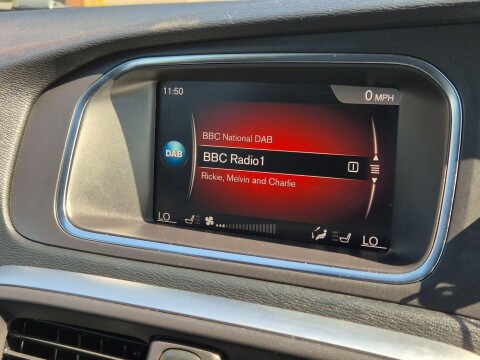 11:50
0 MPH
BBC National DAB
DAB
BBC Radio1
Rickie, Melvin and Charlie
LO
LO